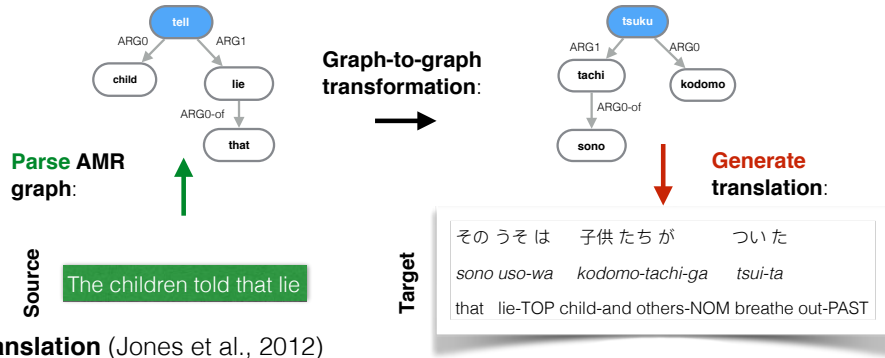 tell
tsuku
ARG0
ARG1
ARG1
ARG0
child
lie
Graph-to-graph
transformation:
tachi
kodomo
ARG0-of
ARG0-of
that
sono
Parse AMR
graph:
Generate
translation:
Source
The children told that lie
Target
その うそ は 子供 たち が つい た
sono uso-wa kodomo-tachi-ga tsui-ta
that lie-TOP child-and others-NOM breathe out-PAST
anslation (Jones et al., 2012)